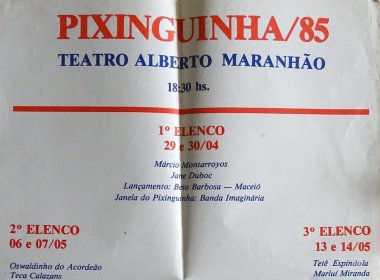 PIXINGUINHA/85
TEATRO ALBERTO MARANHÃO
18:30 hs.
1º ELENCO
29 e 30/04
Márcio Montarroyos
Jane Duboc
Lançamento: Beto Barbosa — Maceió
Janela do Pixinguinha: Banda Imaginária
2º ELENCO
06 e 07/05
Oswaldinho do Acordeão
Teca Calazans
3º ELENCO
13 e 14/05
Tetê Espíndola
Marlui Miranda